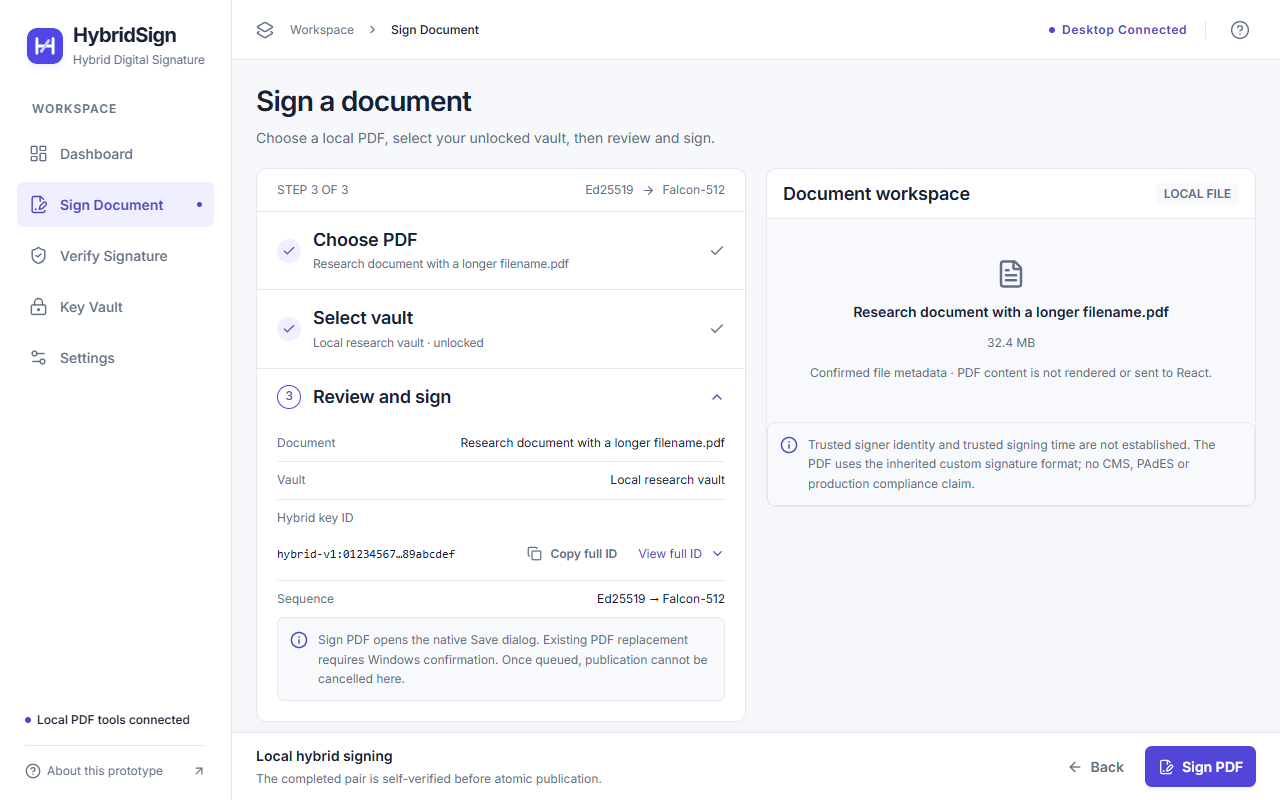 HybridSign
Hybrid Digital Signature
WORKSPACE
Dashboard
Sign Document
Verify Signature
Key Vault
Settings
Local PDF tools connected
About this prototype
Workspace
Sign Document
Desktop Connected
Sign a document
Choose a local PDF, select your unlocked vault, then review and sign.
STEP 3 OF 3
Ed25519 → Falcon-512
Choose PDF
Research document with a longer filename.pdf
Select vault
Local research vault · unlocked
3
Review and sign
Document
Research document with a longer filename.pdf
Vault
Local research vault
Hybrid key ID
hybrid-v1:01234567…89abcdef
Copy full ID
View full ID
Sequence
Ed25519 → Falcon-512
Sign PDF opens the native Save dialog. Existing PDF replacement
requires Windows confirmation. Once queued, publication cannot be
cancelled here.
Document workspace
LOCAL FILE
Research document with a longer filename.pdf
32.4 MB
Confirmed file metadata · PDF content is not rendered or sent to React.
Trusted signer identity and trusted signing time are not established. The
PDF uses the inherited custom signature format; no CMS, PAdES or
production compliance claim.
Local hybrid signing
The completed pair is self-verified before atomic publication.
Back
Sign PDF